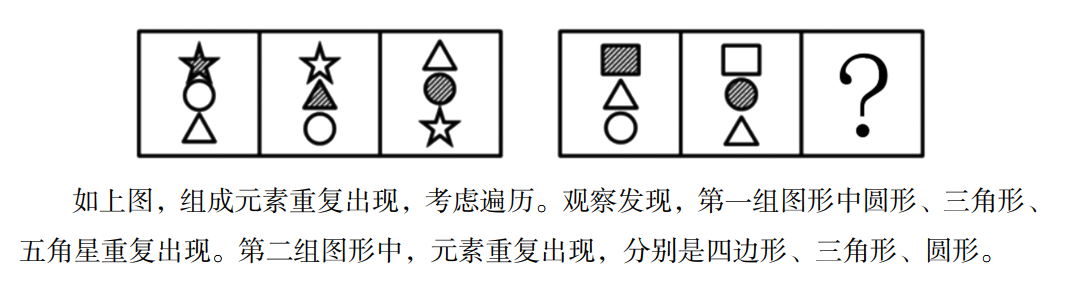 ?
如上图，组成元素重复出现，考虑遍历。观察发现，第一组图形中圆形、三角形、
五角星重复出现。第二组图形中，元素重复出现，分别是四边形、三角形、圆形。